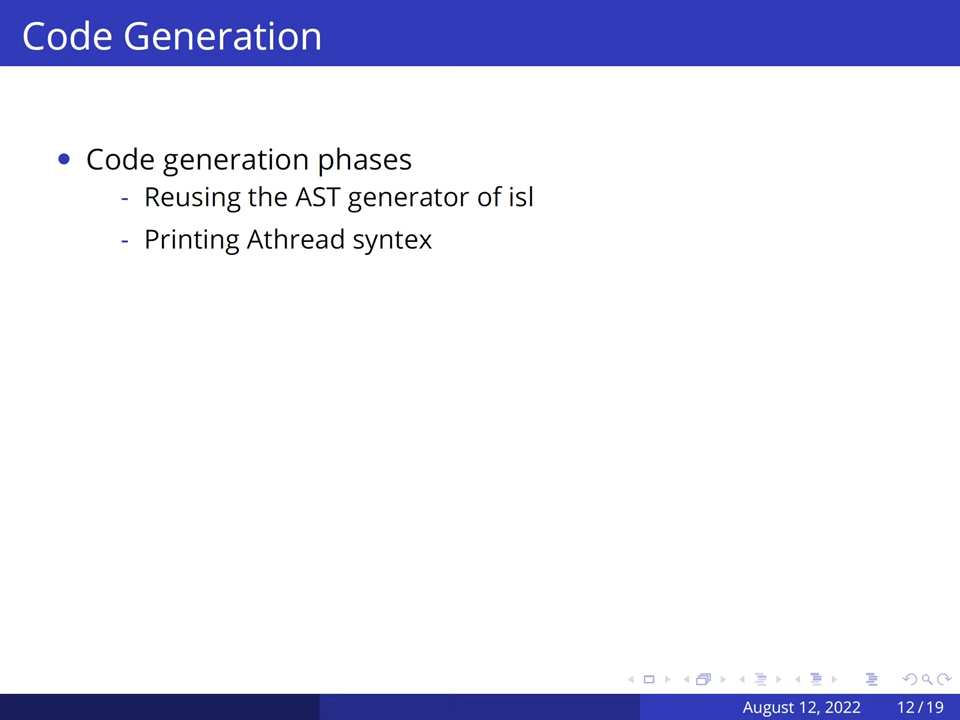 Code Generation
• Code generation phases
- Reusing the AST generator of isl
- Printing Athread syntex
August 12, 2022 12 / 19